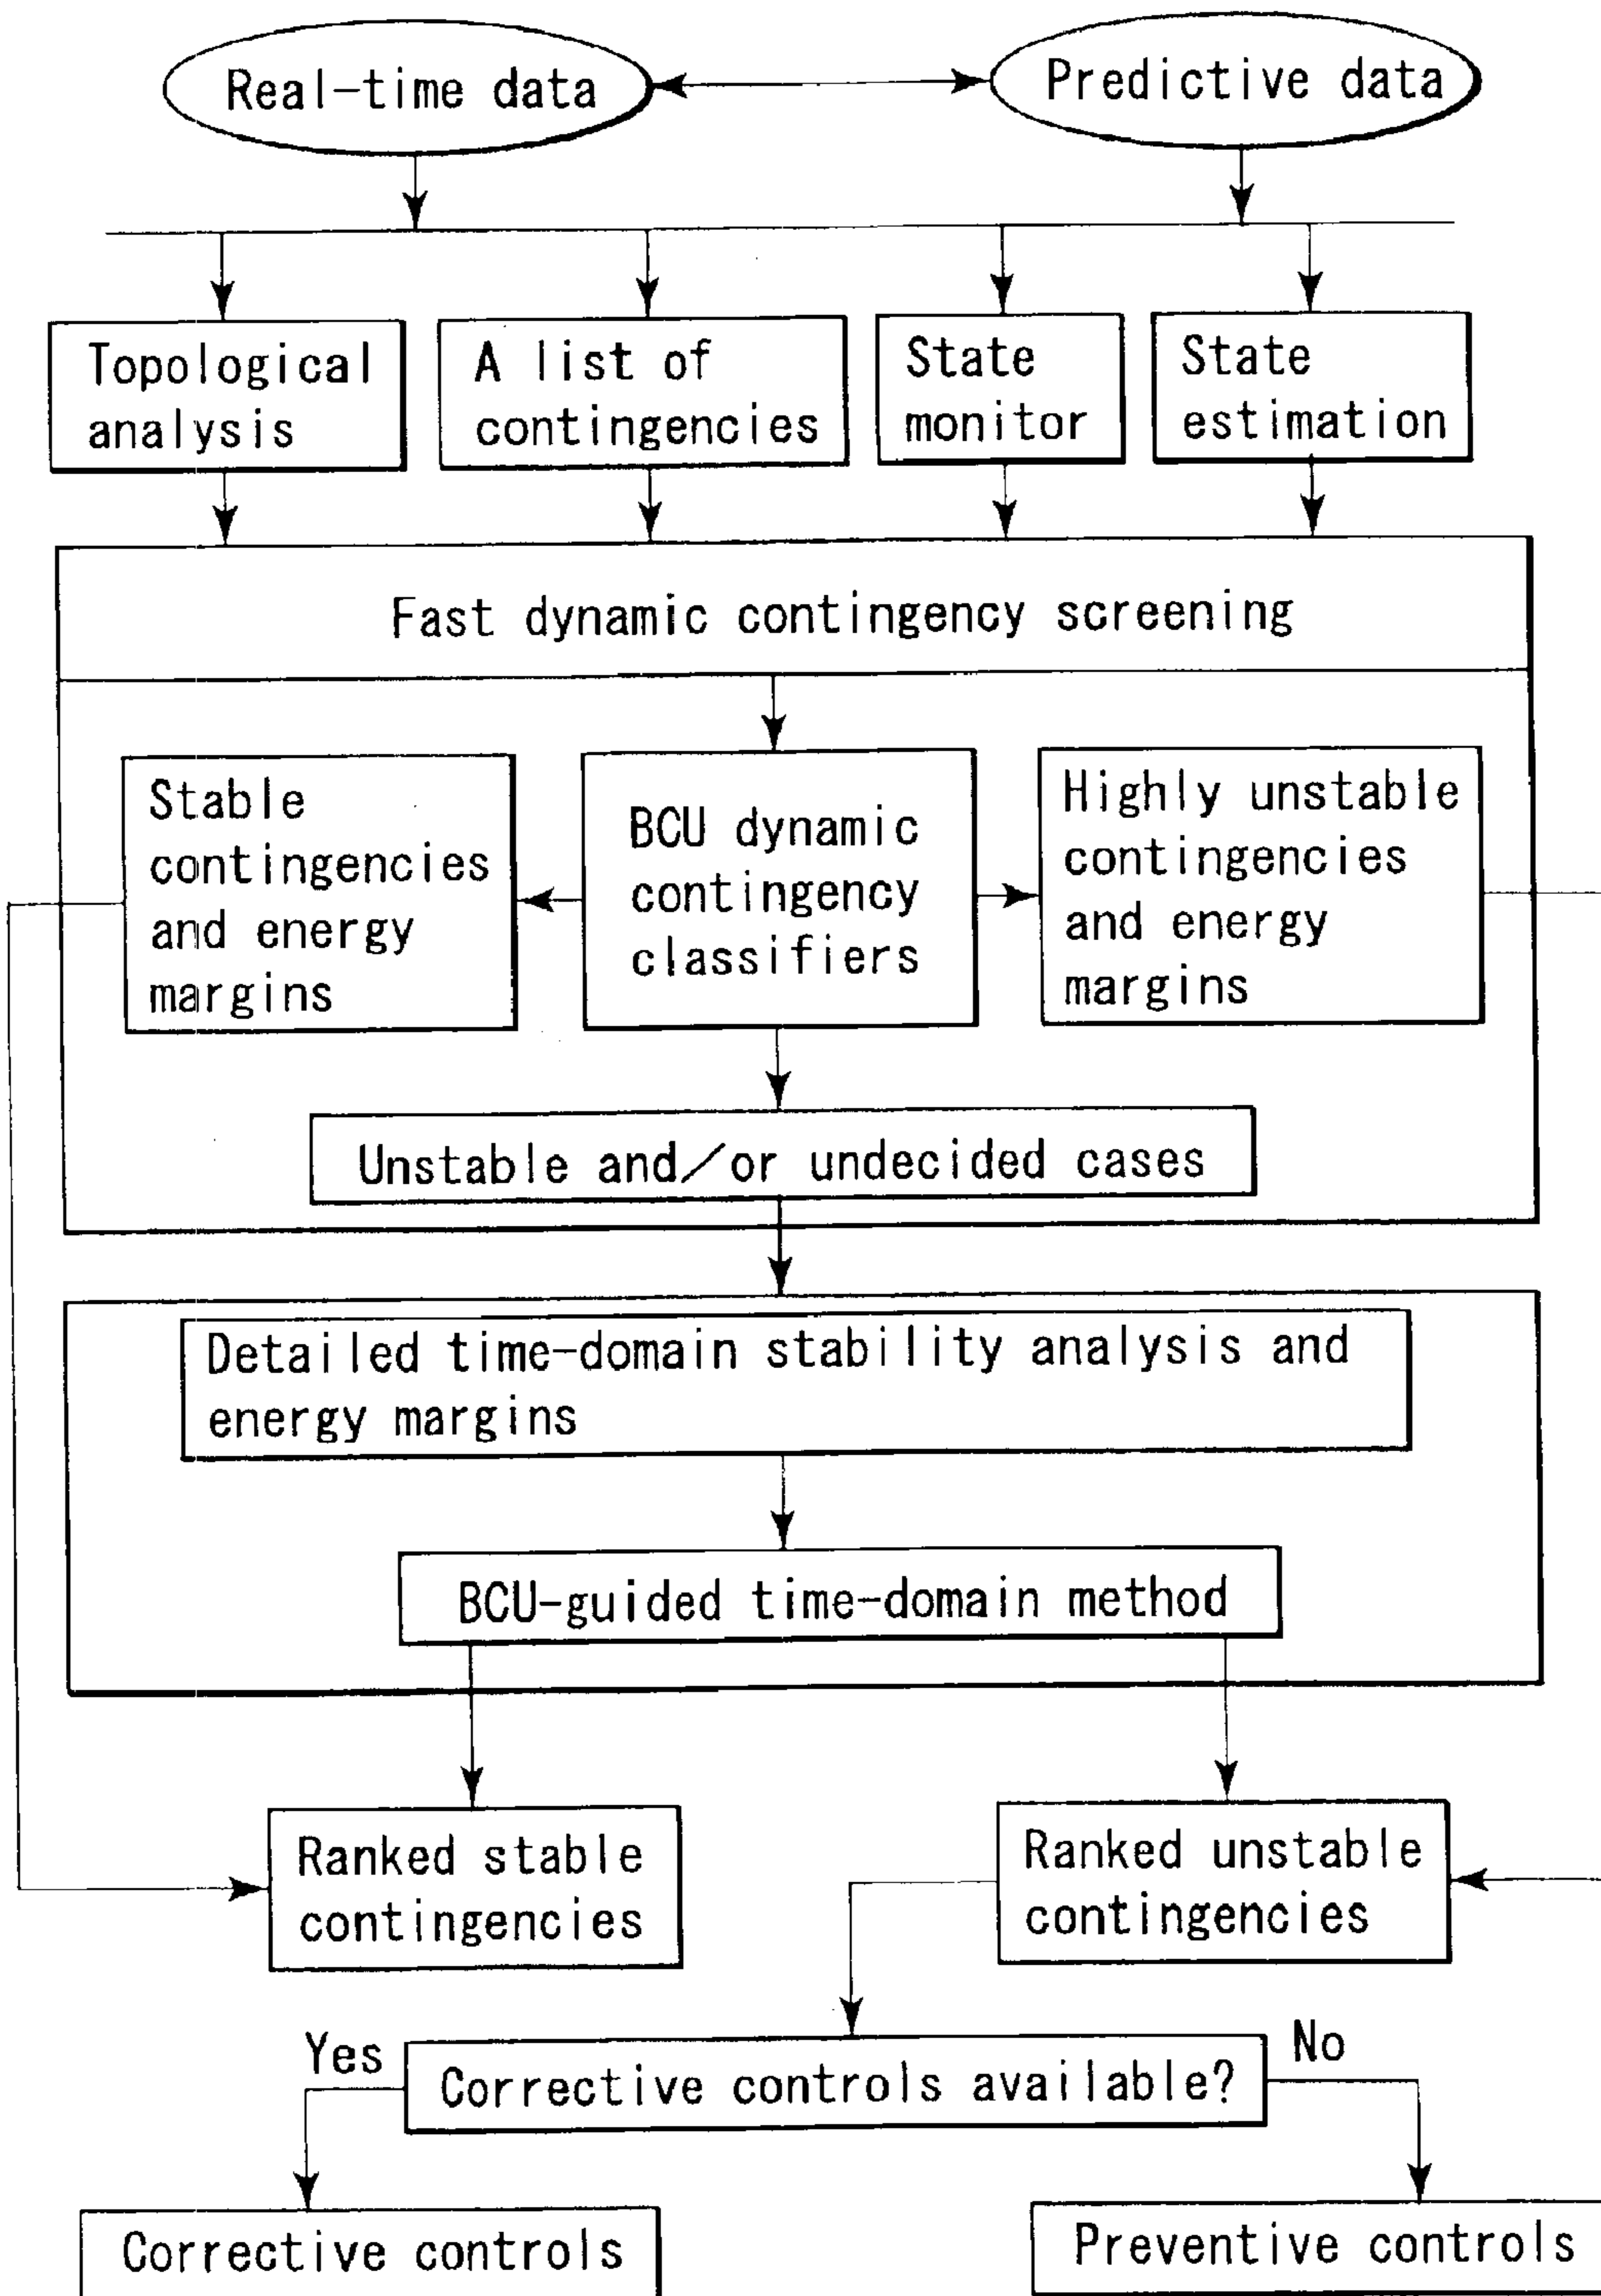 Real-time data
Predictive data
Topological
analysis
A list of
contingencies
State
monitor
State
estimation
Fast dynamic contingency screening
Stable
contingencies
and energy
margins
BCU dynamic
contingency
classifiers
Highly unstable
contingencies
and energy
margins
Unstable and/or undecided cases
Detailed time-domain stability analysis and
energy margins
BCU-guided time-domain method
Ranked stable
contingencies
Ranked unstable
contingencies
Yes
Corrective controls available?
No
Corrective controls
Preventive controls